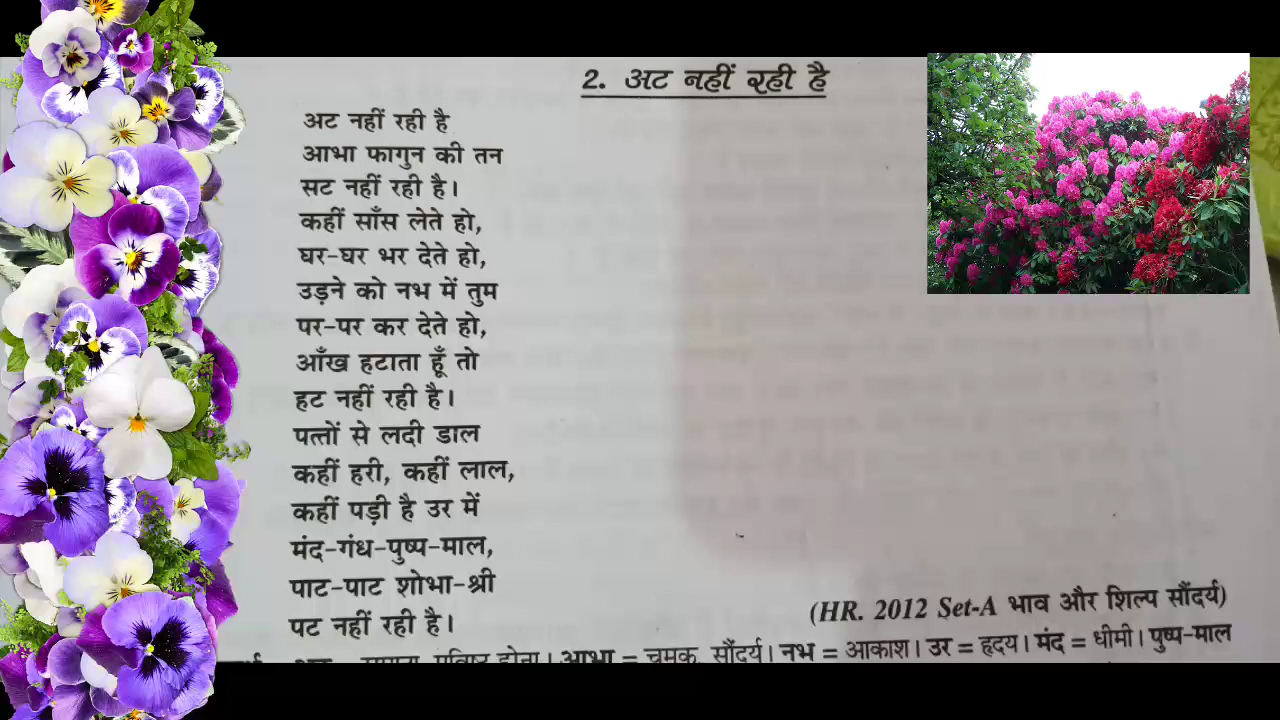 2. अट नहीं रही है
अट नहीं रही है
आभा फागुन की तन
सट नहीं रही है।
कहीं साँस लेते हो,
घर-घर भर देते हो,
उड़ने को नभ में तुम
पर-पर कर देते हो,
आँख हटाता हूँ तो
हट नहीं रही है।
पत्तों से लदी डाल
कहीं हरी, कहीं लाल,
कहीं पड़ी है उर में
मंद-गंध-पुष्प-माल,
पाट-पाट शोभा-श्री
पट नहीं रही है।
(HR. 2012 Set-A भाव और शिल्प सौंदर्य)
होना। आभा = चमक, सौंदर्य। नभ = आकाश। उर = हृदय। मंद = धीमी। पुष्प-माल